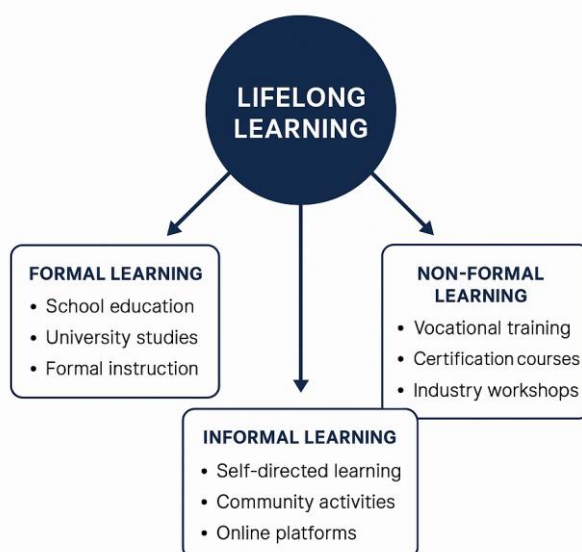 LIFELONG
LEARNING
FORMAL LEARNING
• School education
• University studies
• Formal instruction
NON-FORMAL
LEARNING
• Vocational training
• Certification courses
• Industry workshops
INFORMAL LEARNING
• Self-directed learning
• Community activities
• Online platforms